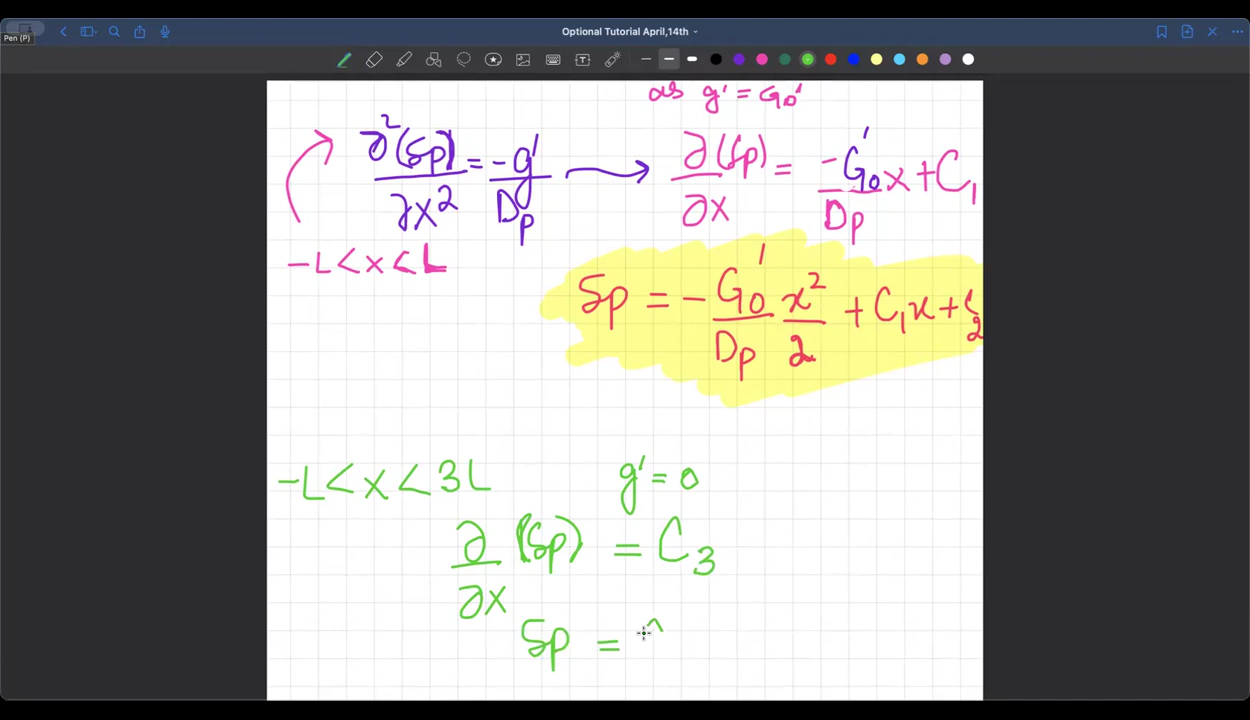 Optional Tutorial April,14th
Pen (P)
as g' = G₀'
∂²(δp)/∂x² = -g'/Dp → ∂(δp)/∂x = -G₀'/Dp x + C₁
-L < x < L
δp = - G₀'/Dp x²/2 + C₁x + C₂
-L < x < 3L g' = 0
∂/∂x (δp) = C₃
δp =